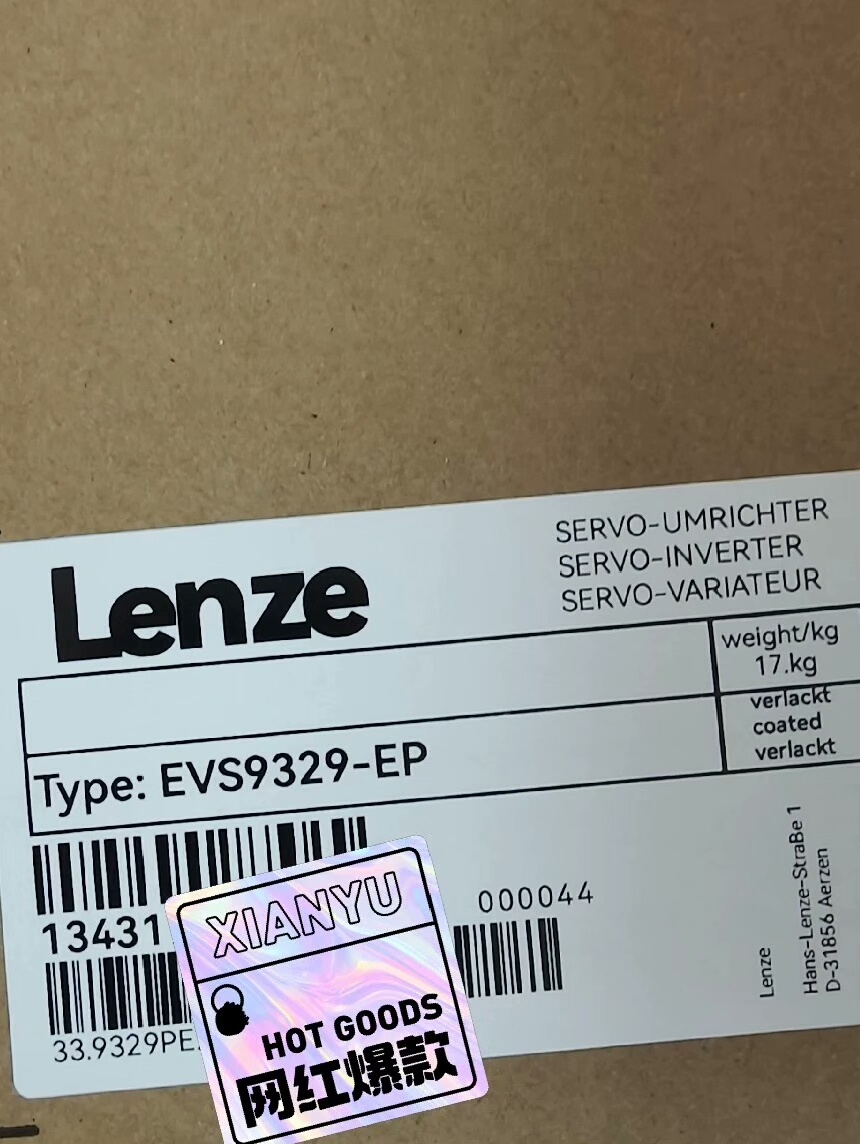 Lenze
SERVO-UMRICHTER
SERVO-INVERTER
SERVO-VARIATEUR
weight/kg
17.kg
verlackt
coated
verlackt
Type: EVS9329-EP
13431
000044
33.9329PE
XIANYU
HOT GOODS
网红爆款
Lenze
Hans-Lenze-Straße 1
D-31856 Aerzen